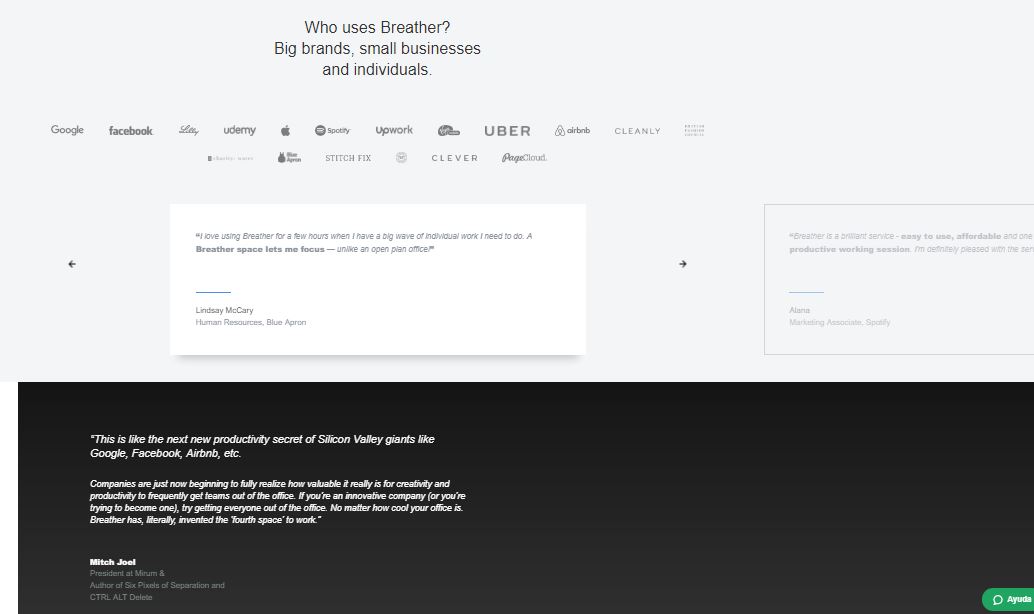 Who uses Breather?
Big brands, small businesses
and individuals.
Google facebook Lilly udemy Spotify Upwork UBER airbnb CLEANLY
charity: water Blue Apron STITCH FIX CLEVER PageCloud.
“I love using Breather for a few hours when I have a big wave of individual work I need to do. A
Breather space lets me focus — unlike an open plan office!”
Lindsay McCary
Human Resources, Blue Apron
“Breather is a brilliant service - easy to use, affordable and one
productive working session. I'm definitely pleased with the
Alana
Marketing Associate, Spotify
“This is like the next new productivity secret of Silicon Valley giants like
Google, Facebook, Airbnb, etc.
Companies are just now beginning to fully realize how valuable it really is for creativity and
productivity to frequently get teams out of the office. If you’re an innovative company (or you’re
trying to become one), try getting everyone out of the office. No matter how cool your office is.
Breather has, literally, invented the ‘fourth space’ to work.”
Mitch Joel
President at Mirum &
Author of Six Pixels of Separation and
CTRL ALT Delete
Ayuda